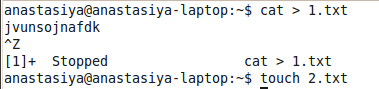 anastasiya@anastasiya-laptop:~$ cat > 1.txt
jvunsojnafdk
^Z
[1]+  Stopped                 cat > 1.txt
anastasiya@anastasiya-laptop:~$ touch 2.txt